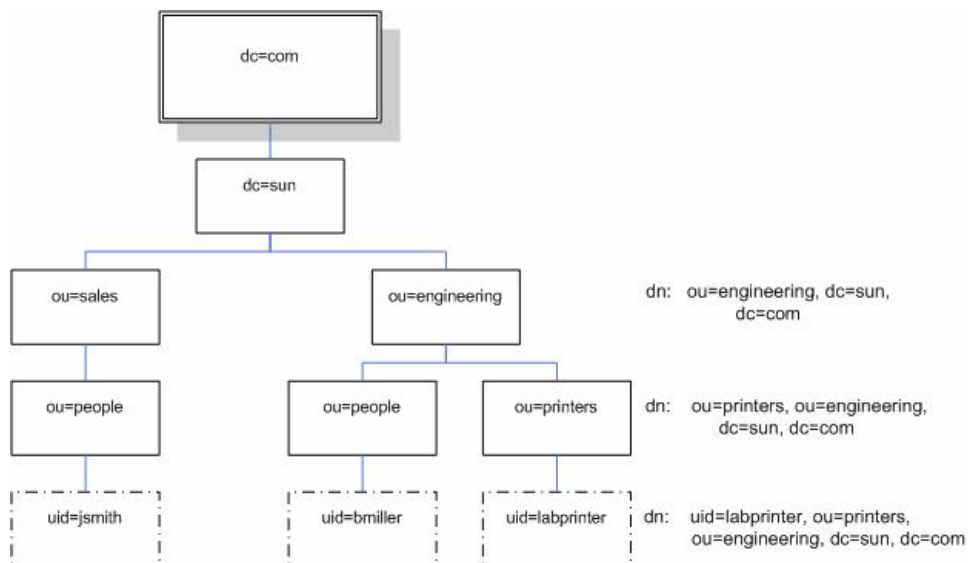 dc=com
dc=sun
ou=sales
ou=engineering
dn: ou=engineering, dc=sun,
dc=com
ou=people
ou=people
ou=printers
dn: ou=printers, ou=engineering,
dc=sun, dc=com
uid=jsmith
uid=bmiller
uid=labprinter
dn: uid=labprinter, ou=printers,
ou=engineering, dc=sun, dc=com